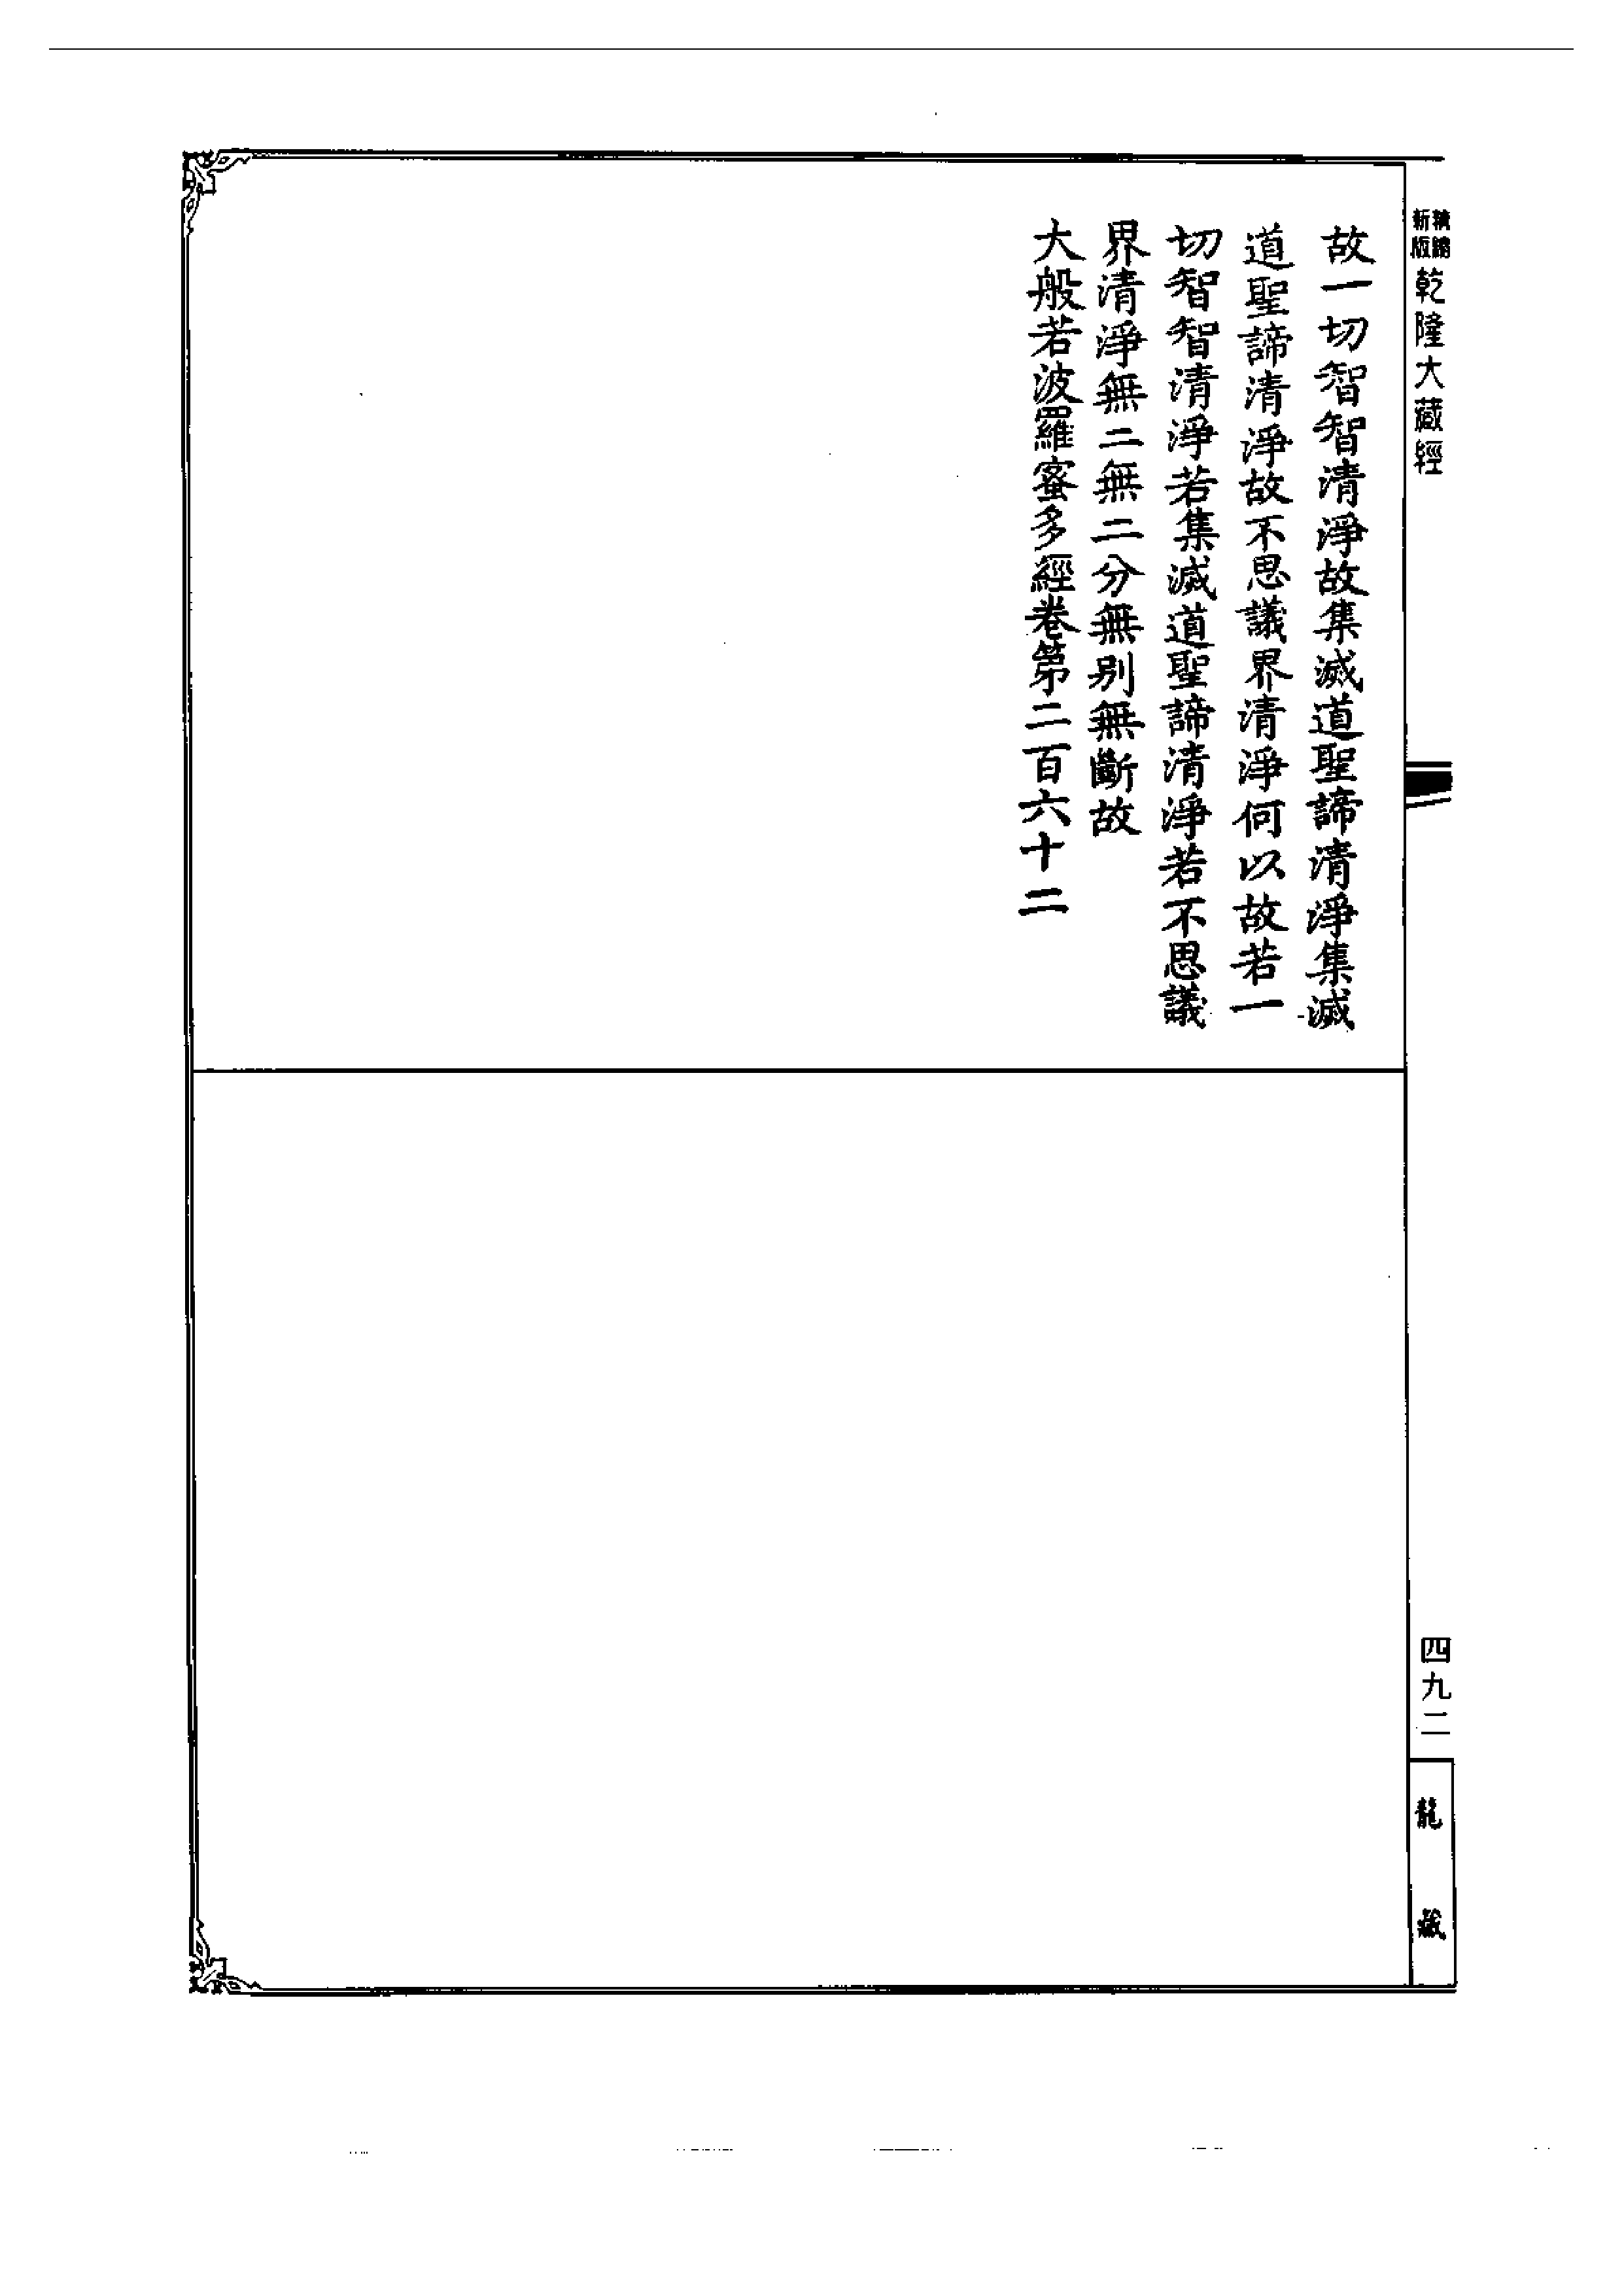 新版
精縮
乾隆大藏經
故一切智智清淨故集滅道聖諦清淨集滅
道聖諦清淨故不思議界清淨何以故若一
切智智清淨若集滅道聖諦清淨若不思議
界清淨無二無二分無別無斷故
大般若波羅蜜多經卷第二百六十二
四九二
龍藏